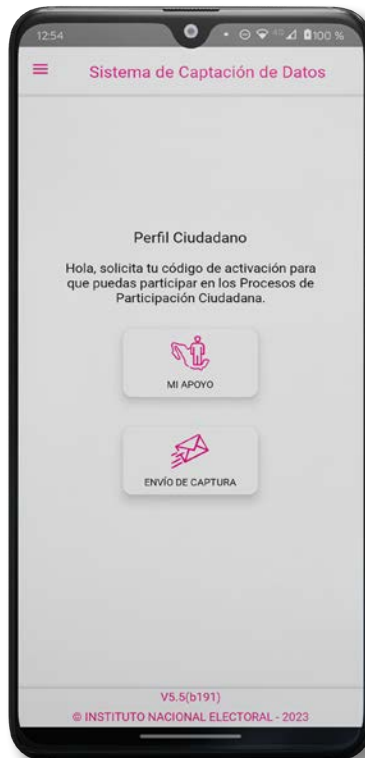 12:54
4G
100 %
Sistema de Captación de Datos
Perfil Ciudadano
Hola, solicita tu código de activación para
que puedas participar en los Procesos de
Participación Ciudadana.
MI APOYO
ENVÍO DE CAPTURA
V5.5(b191)
© INSTITUTO NACIONAL ELECTORAL - 2023